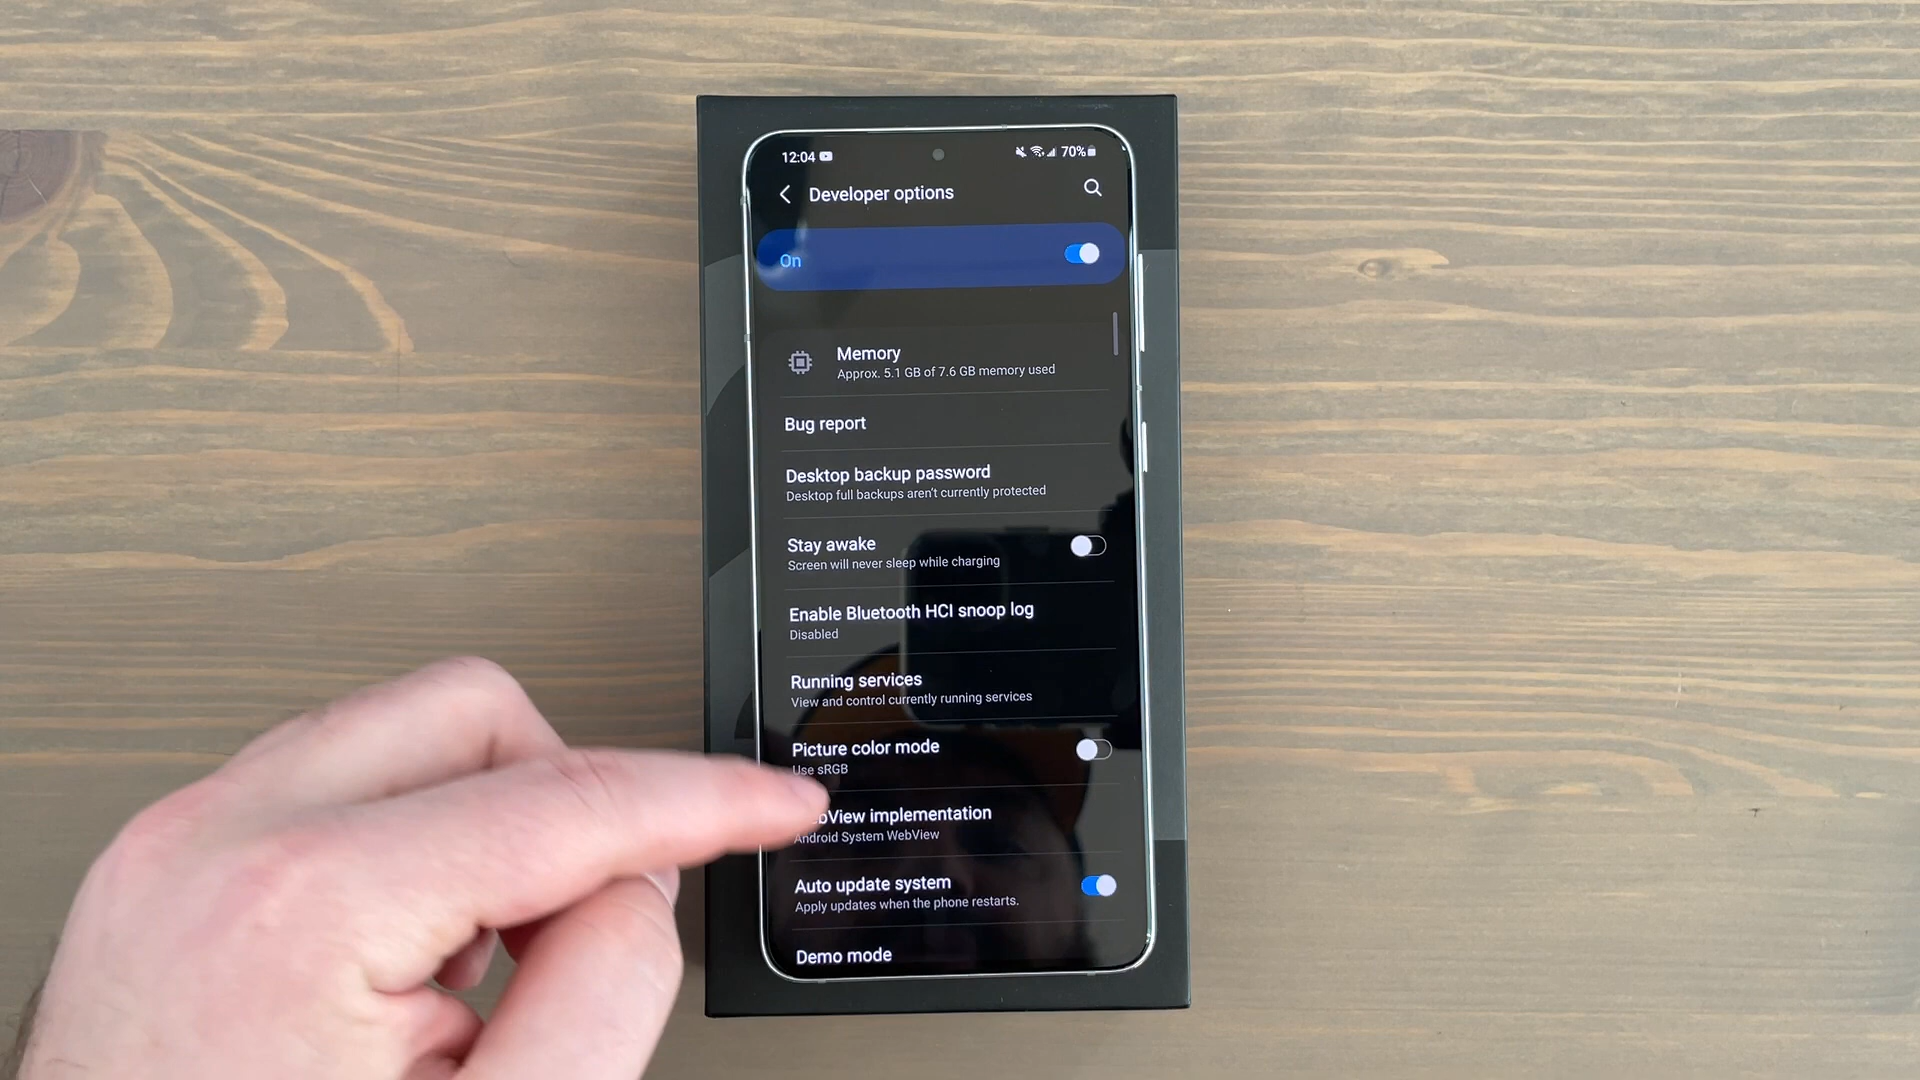 12:04
70%
Developer options
On
Memory
Approx. 5.1 GB of 7.6 GB memory used
Bug report
Desktop backup password
Desktop full backups aren't currently protected
Stay awake
Screen will never sleep while charging
Enable Bluetooth HCI snoop log
Disabled
Running services
View and control currently running services
Picture color mode
Use sRGB
bView implementation
Android System WebView
Auto update system
Apply updates when the phone restarts.
Demo mode